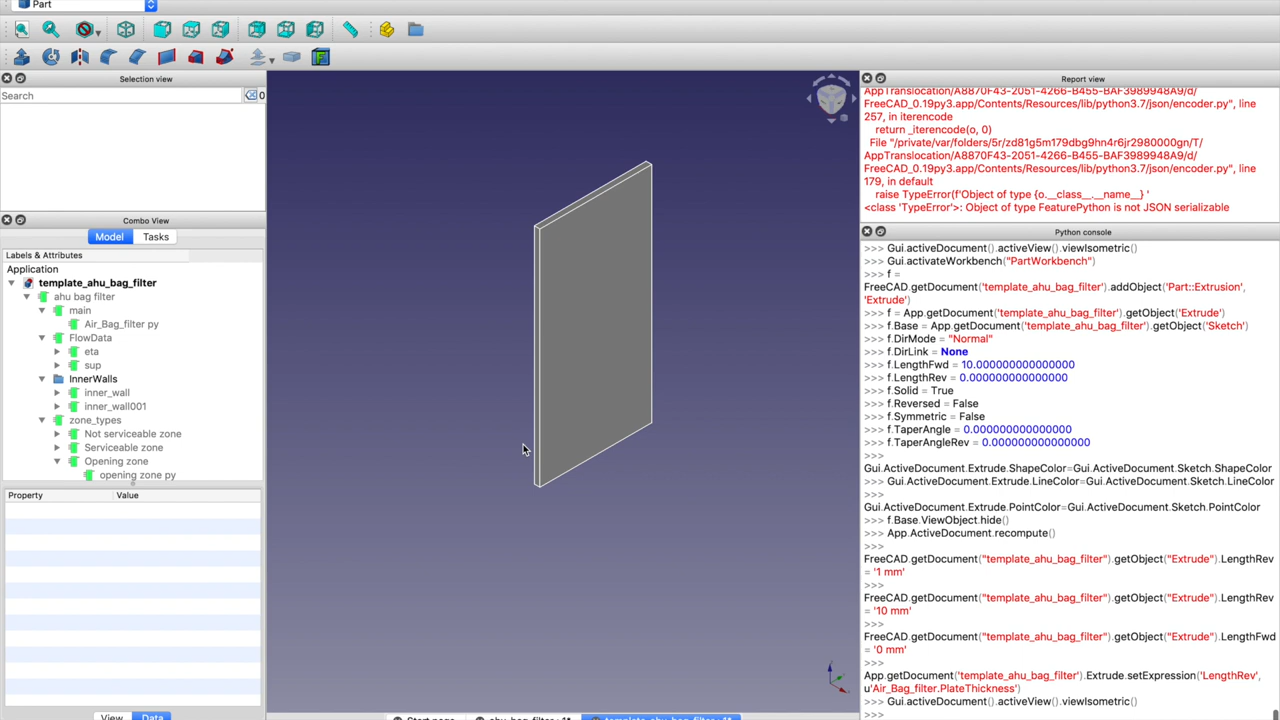 Part
Selection view
Search
0
Combo View
Model
Tasks
Labels & Attributes
Application
template_ahu_bag_filter
ahu bag filter
main
Air_Bag_filter py
FlowData
eta
sup
InnerWalls
inner_wall
inner_wall001
zone_types
Not serviceable zone
Serviceable zone
Opening zone
opening zone py
Property Value
View Data
Start page
Report view
AppTranslocation/A8870F43-2051-4266-B455-BAF3989948A9/d/
FreeCAD_0.19py3.app/Contents/Resources/lib/python3.7/json/encoder.py", line
257, in iterencode
return _iterencode(o, 0)
File "/private/var/folders/5r/zd81g5m179dbg9hn4r6jr2980000gn/T/
AppTranslocation/A8870F43-2051-4266-B455-BAF3989948A9/d/
FreeCAD_0.19py3.app/Contents/Resources/lib/python3.7/json/encoder.py", line
179, in default
raise TypeError(f'Object of type {o.__class__.__name__} '
<class 'TypeError'>: Object of type FeaturePython is not JSON serializable
Python console
>>> Gui.activeDocument().activeView().viewIsometric()
>>> Gui.activateWorkbench("PartWorkbench")
>>> f =
FreeCAD.getDocument('template_ahu_bag_filter').addObject('Part::Extrusion',
'Extrude')
>>> f = App.getDocument('template_ahu_bag_filter').getObject('Extrude')
>>> f.Base = App.getDocument('template_ahu_bag_filter').getObject('Sketch')
>>> f.DirMode = "Normal"
>>> f.DirLink = None
>>> f.LengthFwd = 10.000000000000000
>>> f.LengthRev = 0.000000000000000
>>> f.Solid = True
>>> f.Reversed = False
>>> f.Symmetric = False
>>> f.TaperAngle = 0.000000000000000
>>> f.TaperAngleRev = 0.000000000000000
>>>
Gui.ActiveDocument.Extrude.ShapeColor=Gui.ActiveDocument.Sketch.ShapeColor
>>> Gui.ActiveDocument.Extrude.LineColor=Gui.ActiveDocument.Sketch.LineColor
>>>
Gui.ActiveDocument.Extrude.PointColor=Gui.ActiveDocument.Sketch.PointColor
>>> f.Base.ViewObject.hide()
>>> App.ActiveDocument.recompute()
>>>
FreeCAD.getDocument("template_ahu_bag_filter").getObject("Extrude").LengthRev
= '1 mm'
>>>
FreeCAD.getDocument("template_ahu_bag_filter").getObject("Extrude").LengthRev
= '10 mm'
>>>
FreeCAD.getDocument("template_ahu_bag_filter").getObject("Extrude").LengthFwd
= '0 mm'
>>>
App.getDocument('template_ahu_bag_filter').Extrude.setExpression('LengthRev',
u'Air_Bag_filter.PlateThickness')
>>> Gui.activeDocument().activeView().viewIsometric()
>>>